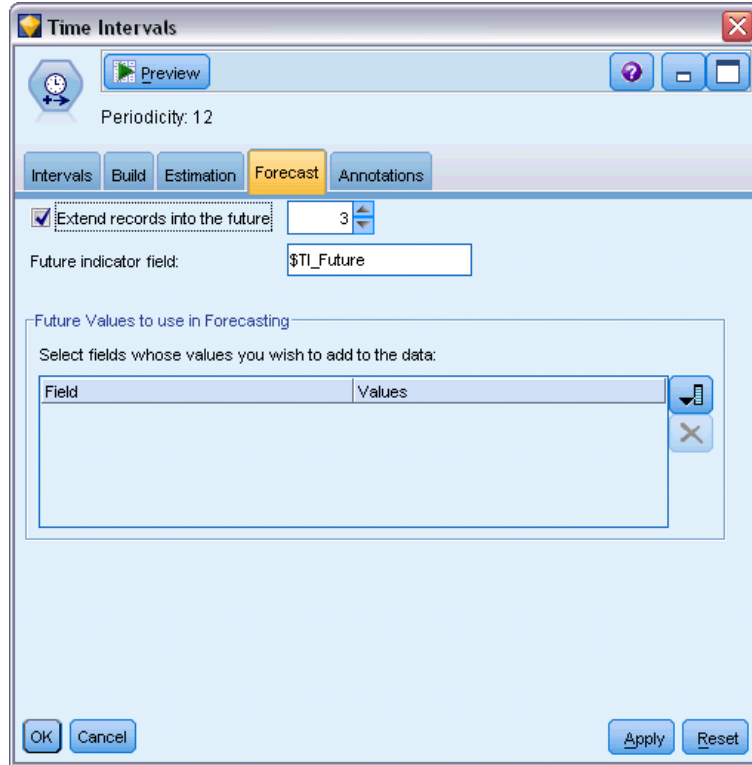 Time Intervals
Preview
Periodicity: 12
Intervals Build Estimation Forecast Annotations
Extend records into the future 3
Future indicator field: $TI_Future
Future Values to use in Forecasting
Select fields whose values you wish to add to the data:
Field Values
OK Cancel Apply Reset